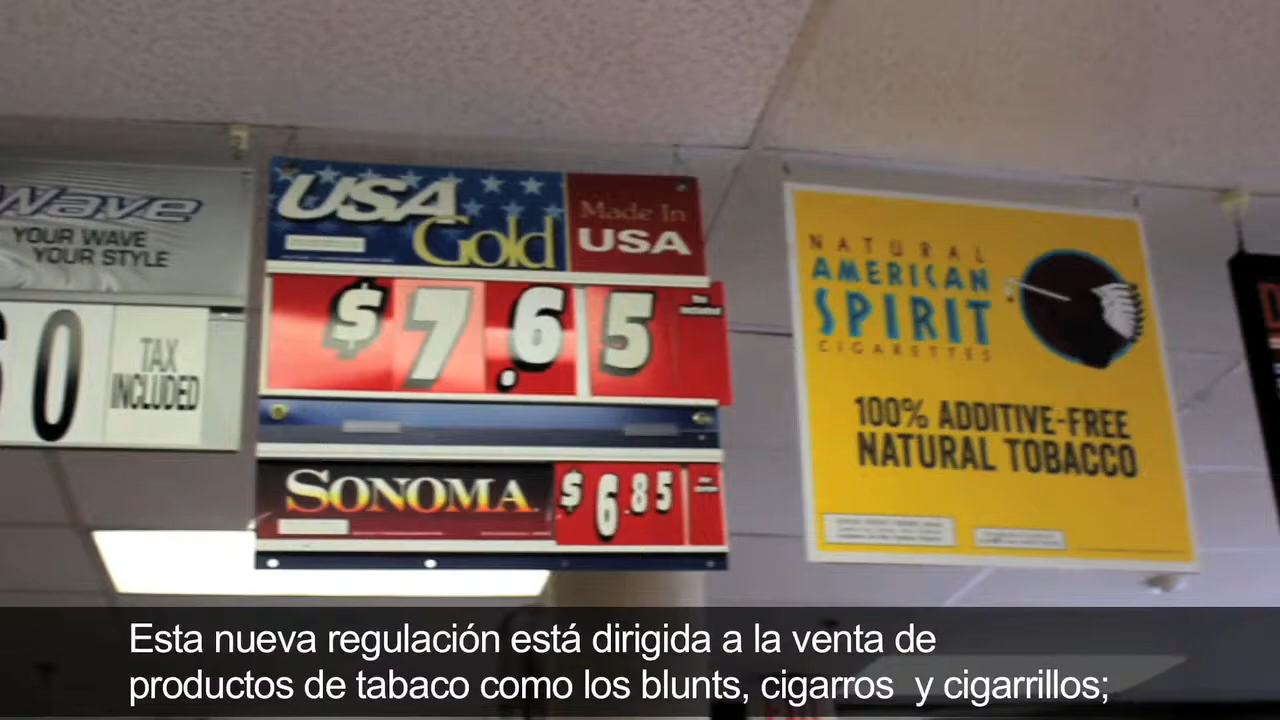 Wave
YOUR WAVE
YOUR STYLE
0
TAX
INCLUDED
USA
Gold
Made In
USA
$7.65
Included
SONOMA
$6.85
NATURAL
AMERICAN
SPIRIT
CIGARETTES
100% ADDITIVE-FREE
NATURAL TOBACCO
Esta nueva regulación está dirigida a la venta de
productos de tabaco como los blunts, cigarros y cigarrillos;